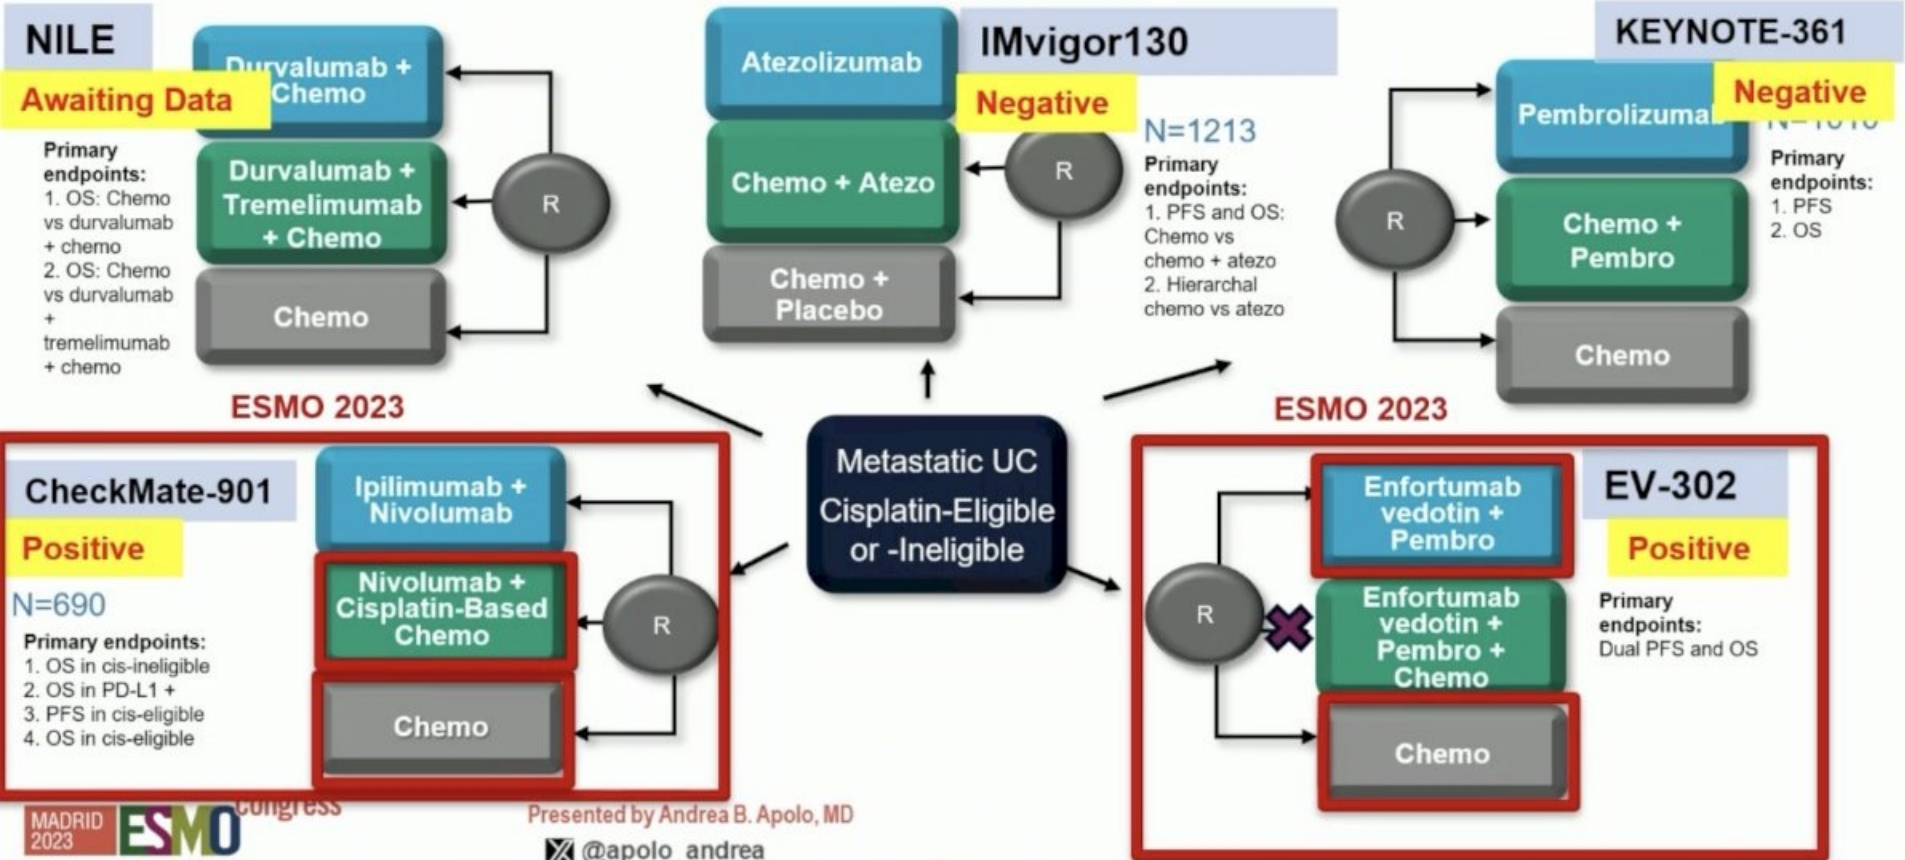 NILE
Awaiting Data
Durvalumab +
Chemo
Durvalumab +
Tremelimumab
+ Chemo
Chemo
R
Primary
endpoints:
1. OS: Chemo
vs durvalumab
+ chemo
2. OS: Chemo
vs durvalumab
+
tremelimumab
+ chemo
IMvigor130
Negative
Atezolizumab
Chemo + Atezo
Chemo +
Placebo
R
N=1213
Primary
endpoints:
1. PFS and OS:
Chemo vs
chemo + atezo
2. Hierarchal
chemo vs atezo
KEYNOTE-361
Negative
R
Chemo +
Pembro
Chemo
Primary
endpoints:
1. PFS
2. OS
Metastatic UC
Cisplatin-Eligible
or -Ineligible
ESMO 2023
CheckMate-901
Positive
N=690
Primary endpoints:
1. OS in cis-ineligible
2. OS in PD-L1 +
3. PFS in cis-eligible
4. OS in cis-eligible
Ipilimumab +
Nivolumab
Nivolumab +
Cisplatin-Based
Chemo
Chemo
R
ESMO 2023
EV-302
Positive
R
Enfortumab
vedotin +
Pembro
Enfortumab
vedotin +
Pembro +
Chemo
Chemo
Primary
endpoints:
Dual PFS and OS
MADRID
2023
ESMO
congress
Presented by Andrea B. Apolo, MD
@apolo_andrea